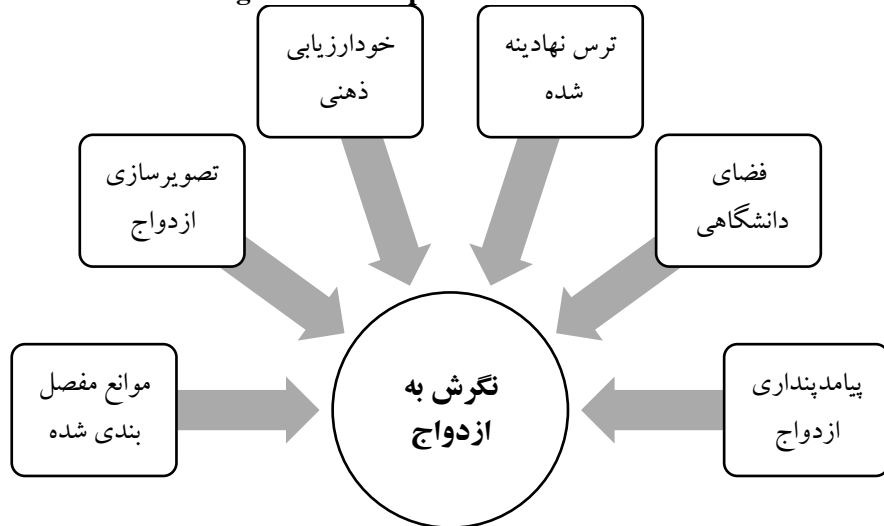 ترس نهادینه
شده
خودارزیابی
ذهنی
فضای
دانشگاهی
تصویرسازی
ازدواج
پیامدپنداری
ازدواج
نگرش به
ازدواج
موانع مفصل
بندی شده